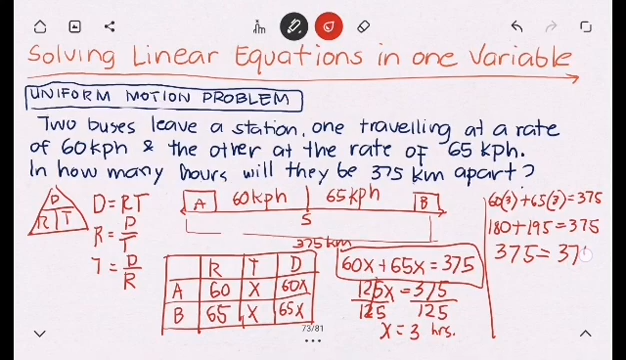 Solving Linear Equations in one Variable
UNIFORM MOTION PROBLEM
Two buses leave a station, one travelling at a rate
of 60kph & the other at the rate of 65 kph.
In how many hours will they be 375 km apart?
D
R T
D=RT
R = D/T
T = D/R
A 60kph 65kph B
S
375km
R T D
A 60 X 60X
B 65 X 65X
60X + 65X = 375
125X = 375
125 125
X = 3 hrs.
60(3) + 65(3) = 375
180 + 195 = 375
375 = 37
73/81